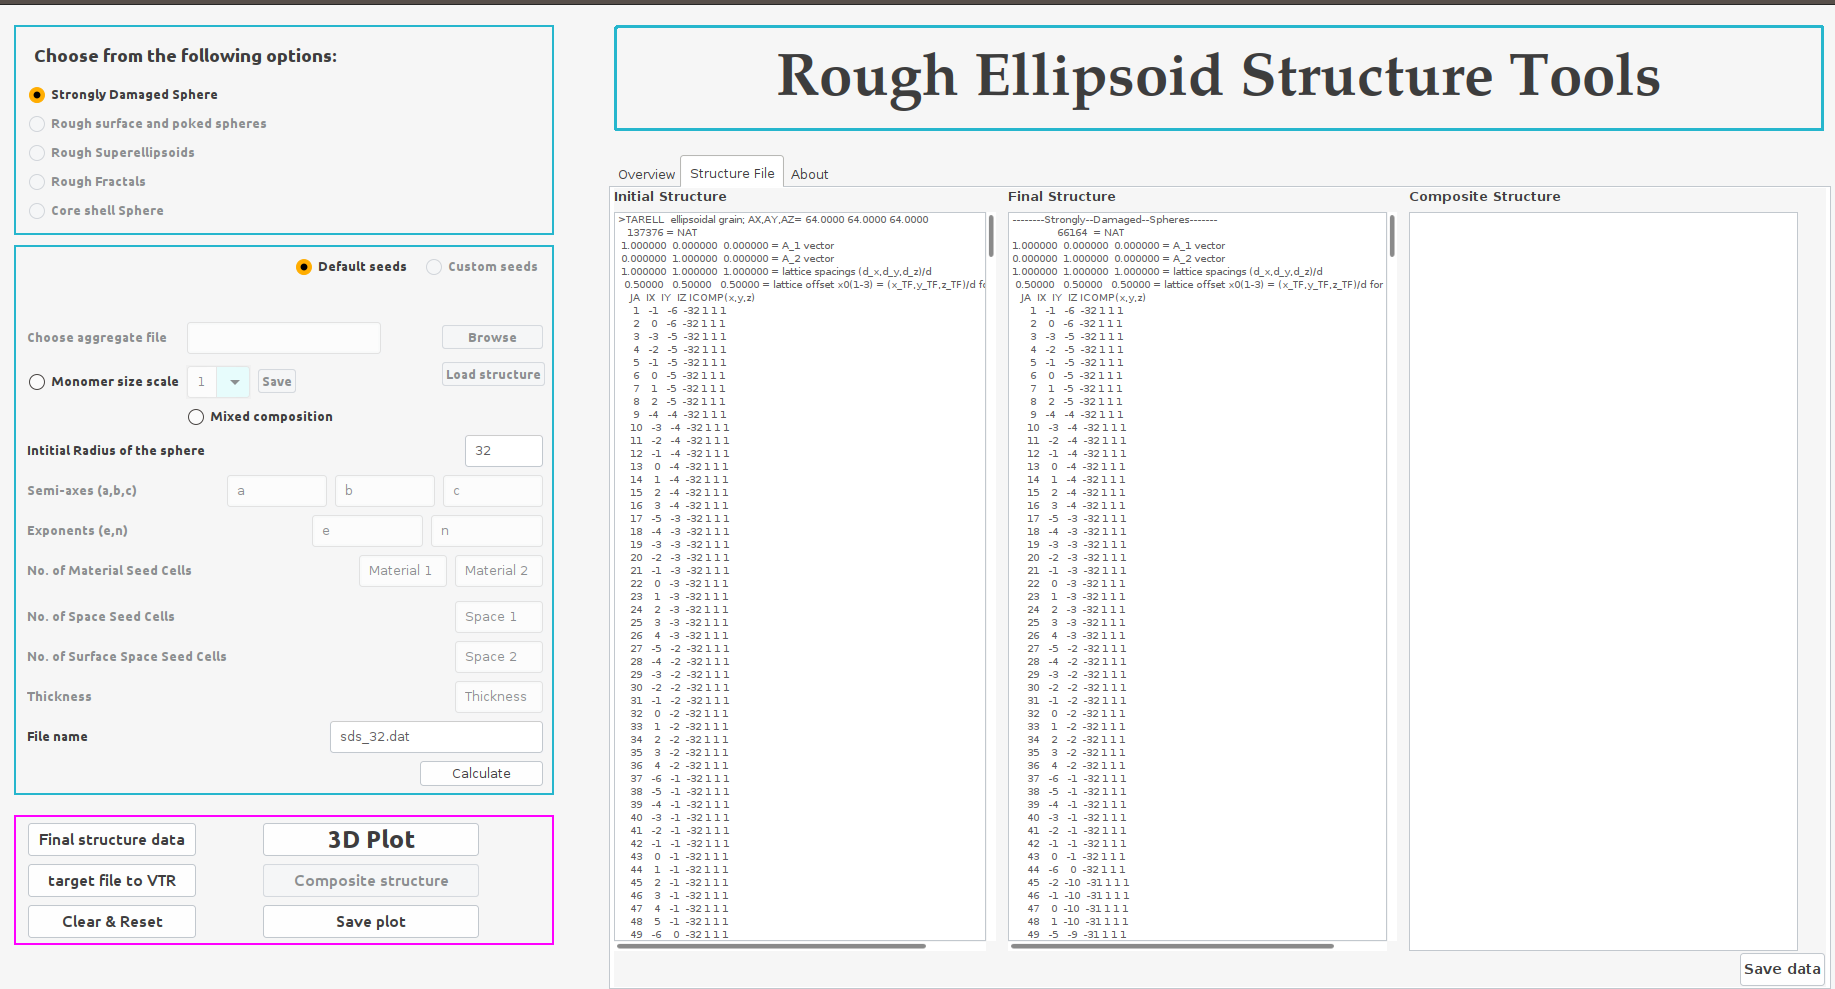 Choose from the following options:
Strongly Damaged Sphere
Rough surface and poked spheres
Rough Superellipsoids
Rough Fractals
Core shell Sphere
Default seeds Custom seeds
Choose aggregate file Browse
Monomer size scale 1 Save Load structure
Mixed composition
Intitial Radius of the sphere 32
Semi-axes (a,b,c) a b c
Exponents (e,n) e n
No. of Material Seed Cells Material 1 Material 2
No. of Space Seed Cells Space 1
No. of Surface Space Seed Cells Space 2
Thickness Thickness
File name sds_32.dat
Calculate
Final structure data 3D Plot
target file to VTR Composite structure
Clear & Reset Save plot
Rough Ellipsoid Structure Tools
Overview Structure File About
Initial Structure
>TARELL ellipsoidal grain; AX,AY,AZ= 64.0000 64.0000 64.0000
137376 = NAT
1.000000 0.000000 0.000000 = A_1 vector
0.000000 1.000000 0.000000 = A_2 vector
1.000000 1.000000 1.000000 = lattice spacings (d_x,d_y,d_z)/d
0.50000 0.50000 0.50000 = lattice offset x0(1-3) = (x_TF,y_TF,z_TF)/d fo
JA IX IY IZ ICOMP(x,y,z)
1 -1 -6 -32 1 1 1
2 0 -6 -32 1 1 1
3 -3 -5 -32 1 1 1
4 -2 -5 -32 1 1 1
5 -1 -5 -32 1 1 1
6 0 -5 -32 1 1 1
7 1 -5 -32 1 1 1
8 2 -5 -32 1 1 1
9 -4 -4 -32 1 1 1
10 -3 -4 -32 1 1 1
11 -2 -4 -32 1 1 1
12 -1 -4 -32 1 1 1
13 0 -4 -32 1 1 1
14 1 -4 -32 1 1 1
15 2 -4 -32 1 1 1
16 3 -4 -32 1 1 1
17 -5 -3 -32 1 1 1
18 -4 -3 -32 1 1 1
19 -3 -3 -32 1 1 1
20 -2 -3 -32 1 1 1
21 -1 -3 -32 1 1 1
22 0 -3 -32 1 1 1
23 1 -3 -32 1 1 1
24 2 -3 -32 1 1 1
25 3 -3 -32 1 1 1
26 4 -3 -32 1 1 1
27 -5 -2 -32 1 1 1
28 -4 -2 -32 1 1 1
29 -3 -2 -32 1 1 1
30 -2 -2 -32 1 1 1
31 -1 -2 -32 1 1 1
32 0 -2 -32 1 1 1
33 1 -2 -32 1 1 1
34 2 -2 -32 1 1 1
35 3 -2 -32 1 1 1
36 4 -2 -32 1 1 1
37 -6 -1 -32 1 1 1
38 -5 -1 -32 1 1 1
39 -4 -1 -32 1 1 1
40 -3 -1 -32 1 1 1
41 -2 -1 -32 1 1 1
42 -1 -1 -32 1 1 1
43 0 -1 -32 1 1 1
44 1 -1 -32 1 1 1
45 2 -1 -32 1 1 1
46 3 -1 -32 1 1 1
47 4 -1 -32 1 1 1
48 5 -1 -32 1 1 1
49 -6 0 -32 1 1 1
Final Structure
--------Strongly--Damaged--Spheres-------
66164 = NAT
1.000000 0.000000 0.000000 = A_1 vector
0.000000 1.000000 0.000000 = A_2 vector
1.000000 1.000000 1.000000 = lattice spacings (d_x,d_y,d_z)/d
0.50000 0.50000 0.50000 = lattice offset x0(1-3) = (x_TF,y_TF,z_TF)/d for
JA IX IY IZ ICOMP(x,y,z)
1 -1 -6 -32 1 1 1
2 0 -6 -32 1 1 1
3 -3 -5 -32 1 1 1
4 -2 -5 -32 1 1 1
5 -1 -5 -32 1 1 1
6 0 -5 -32 1 1 1
7 1 -5 -32 1 1 1
8 2 -5 -32 1 1 1
9 -4 -4 -32 1 1 1
10 -3 -4 -32 1 1 1
11 -2 -4 -32 1 1 1
12 -1 -4 -32 1 1 1
13 0 -4 -32 1 1 1
14 1 -4 -32 1 1 1
15 2 -4 -32 1 1 1
16 3 -4 -32 1 1 1
17 -5 -3 -32 1 1 1
18 -4 -3 -32 1 1 1
19 -3 -3 -32 1 1 1
20 -2 -3 -32 1 1 1
21 -1 -3 -32 1 1 1
22 0 -3 -32 1 1 1
23 1 -3 -32 1 1 1
24 2 -3 -32 1 1 1
25 3 -3 -32 1 1 1
26 4 -3 -32 1 1 1
27 -5 -2 -32 1 1 1
28 -4 -2 -32 1 1 1
29 -3 -2 -32 1 1 1
30 -2 -2 -32 1 1 1
31 -1 -2 -32 1 1 1
32 0 -2 -32 1 1 1
33 1 -2 -32 1 1 1
34 2 -2 -32 1 1 1
35 3 -2 -32 1 1 1
36 4 -2 -32 1 1 1
37 -6 -1 -32 1 1 1
38 -5 -1 -32 1 1 1
39 -4 -1 -32 1 1 1
40 -3 -1 -32 1 1 1
41 -2 -1 -32 1 1 1
42 -1 -1 -32 1 1 1
43 0 -1 -32 1 1 1
44 -6 0 -32 1 1 1
45 -2 -10 -31 1 1 1
46 -1 -10 -31 1 1 1
47 0 -10 -31 1 1 1
48 1 -10 -31 1 1 1
49 -5 -9 -31 1 1 1
Composite Structure
Save data